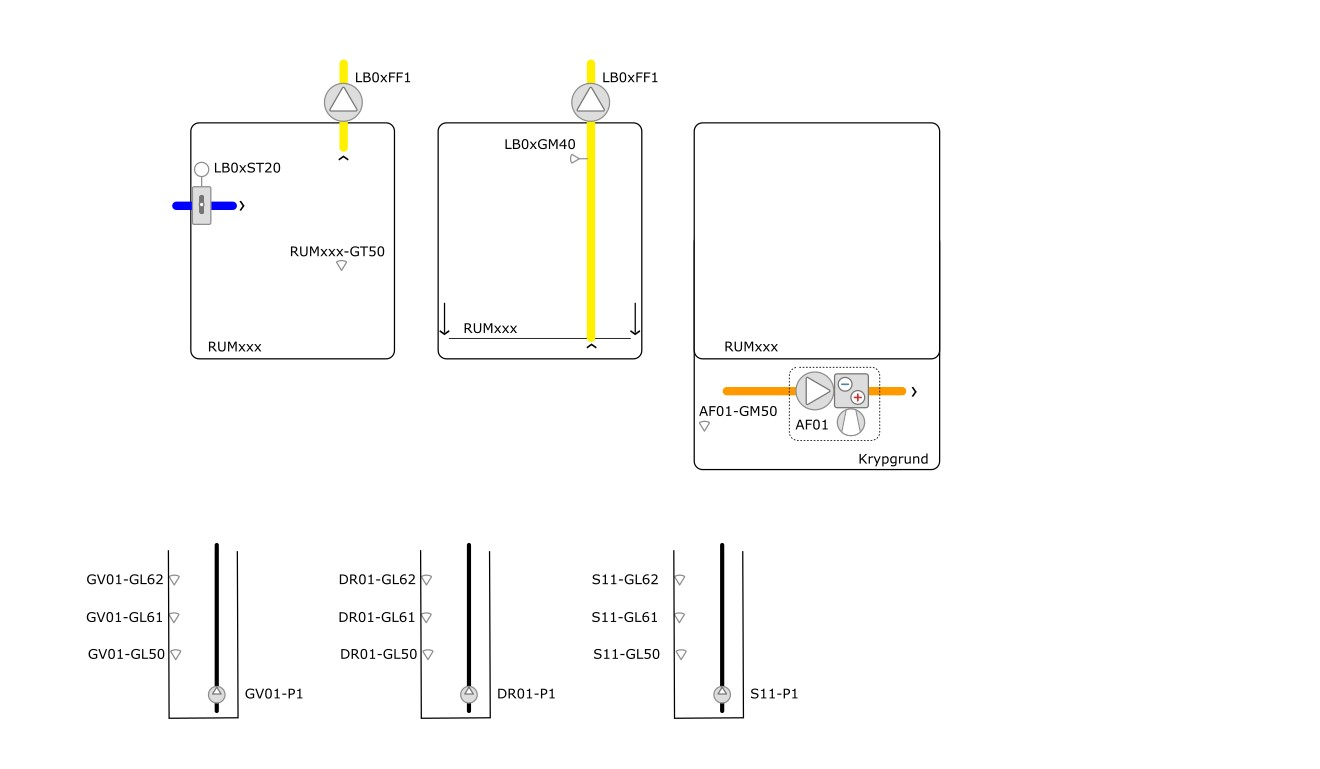 LB0xFF1
LB0xFF1
LB0xGM40
LB0xST20
RUMxxx-GT50
RUMxxx
RUMxxx
RUMxxx
AF01-GM50
AF01
Krypgrund
GV01-GL62
DR01-GL62
S11-GL62
GV01-GL61
DR01-GL61
S11-GL61
GV01-GL50
DR01-GL50
S11-GL50
GV01-P1
DR01-P1
S11-P1